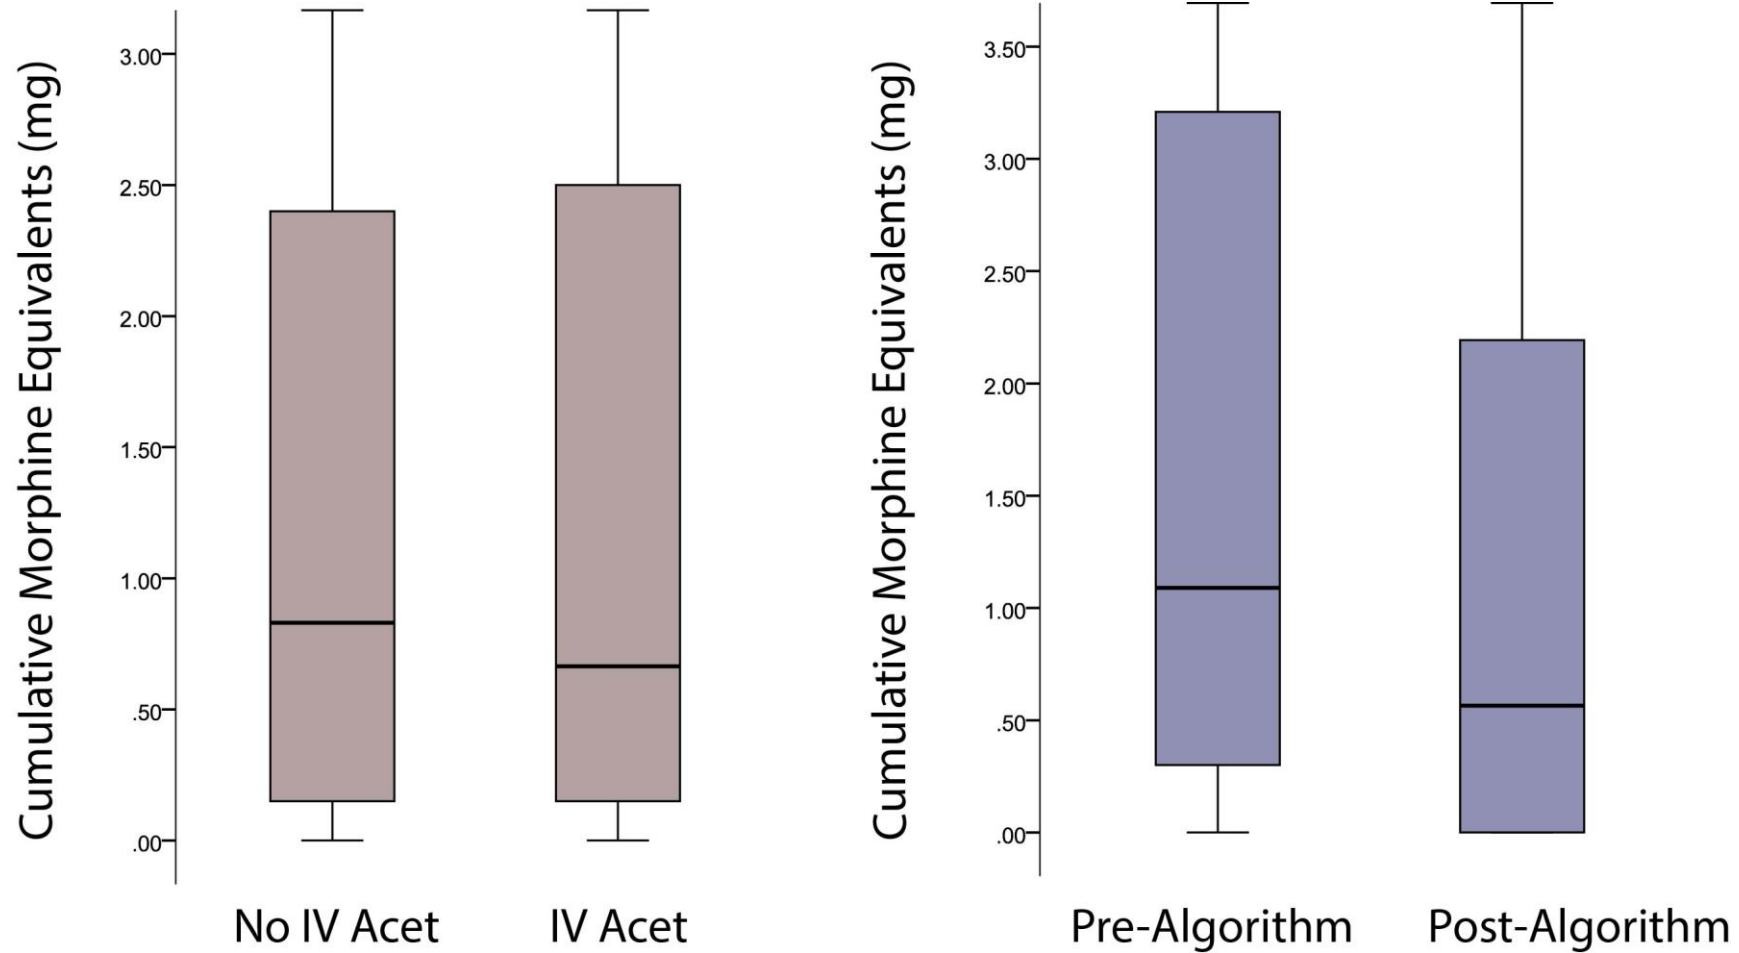 Cumulative Morphine Equivalents (mg)
3.00
2.50
2.00
1.50
1.00
.50
.00
No IV Acet
IV Acet
Cumulative Morphine Equivalents (mg)
3.50
3.00
2.50
2.00
1.50
1.00
.50
.00
Pre-Algorithm
Post-Algorithm